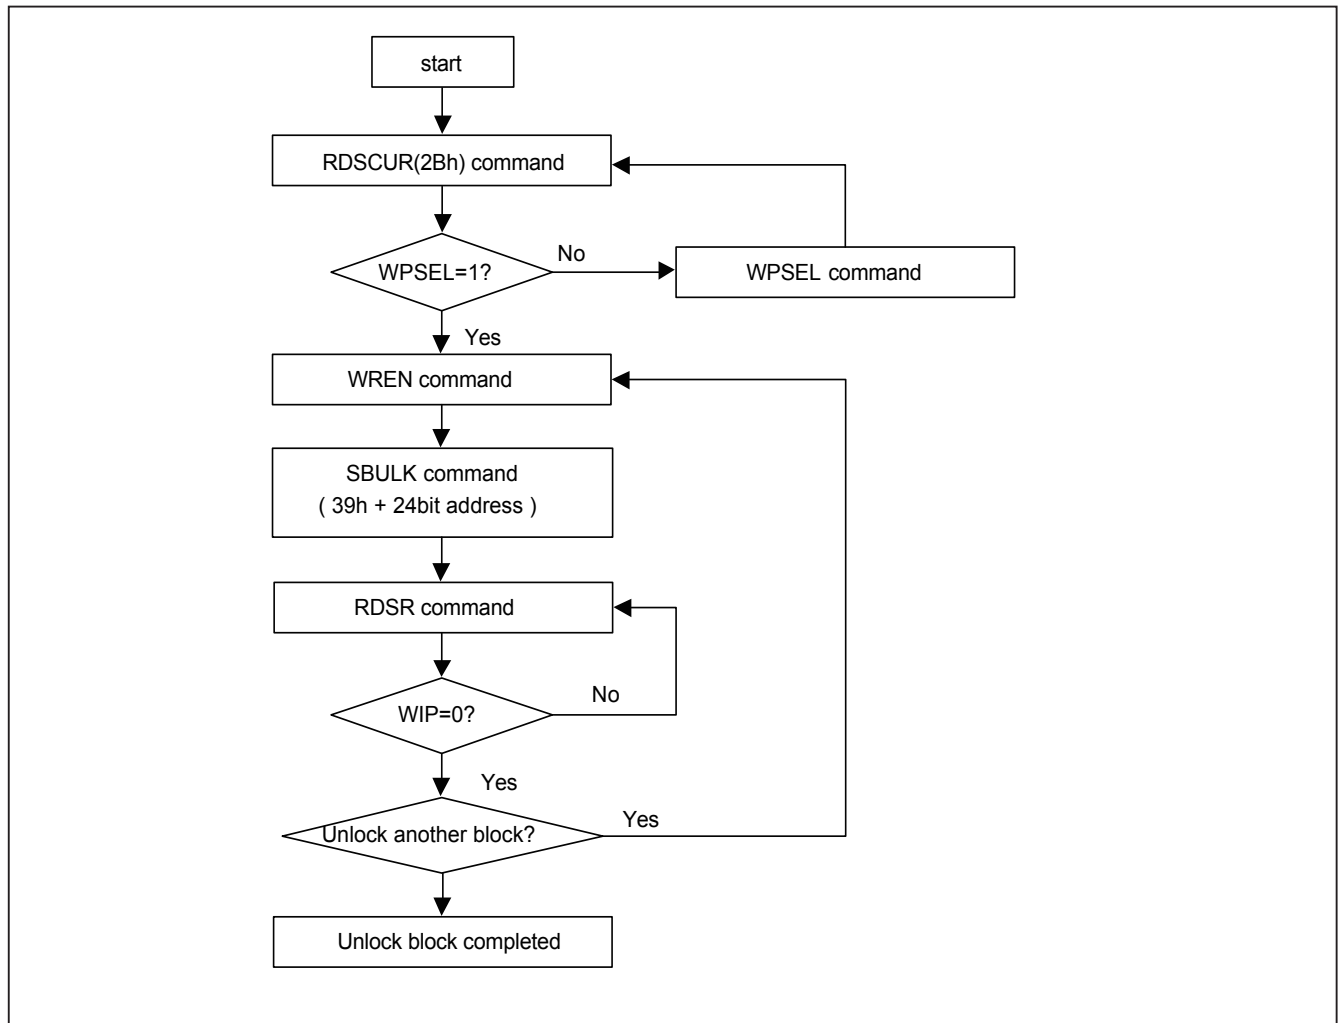 start
RDSCUR(2Bh) command
WPSEL=1?
No
WPSEL command
Yes
WREN command
SBULK command
( 39h + 24bit address )
RDSR command
WIP=0?
No
Yes
Unlock another block?
Yes
Unlock block completed